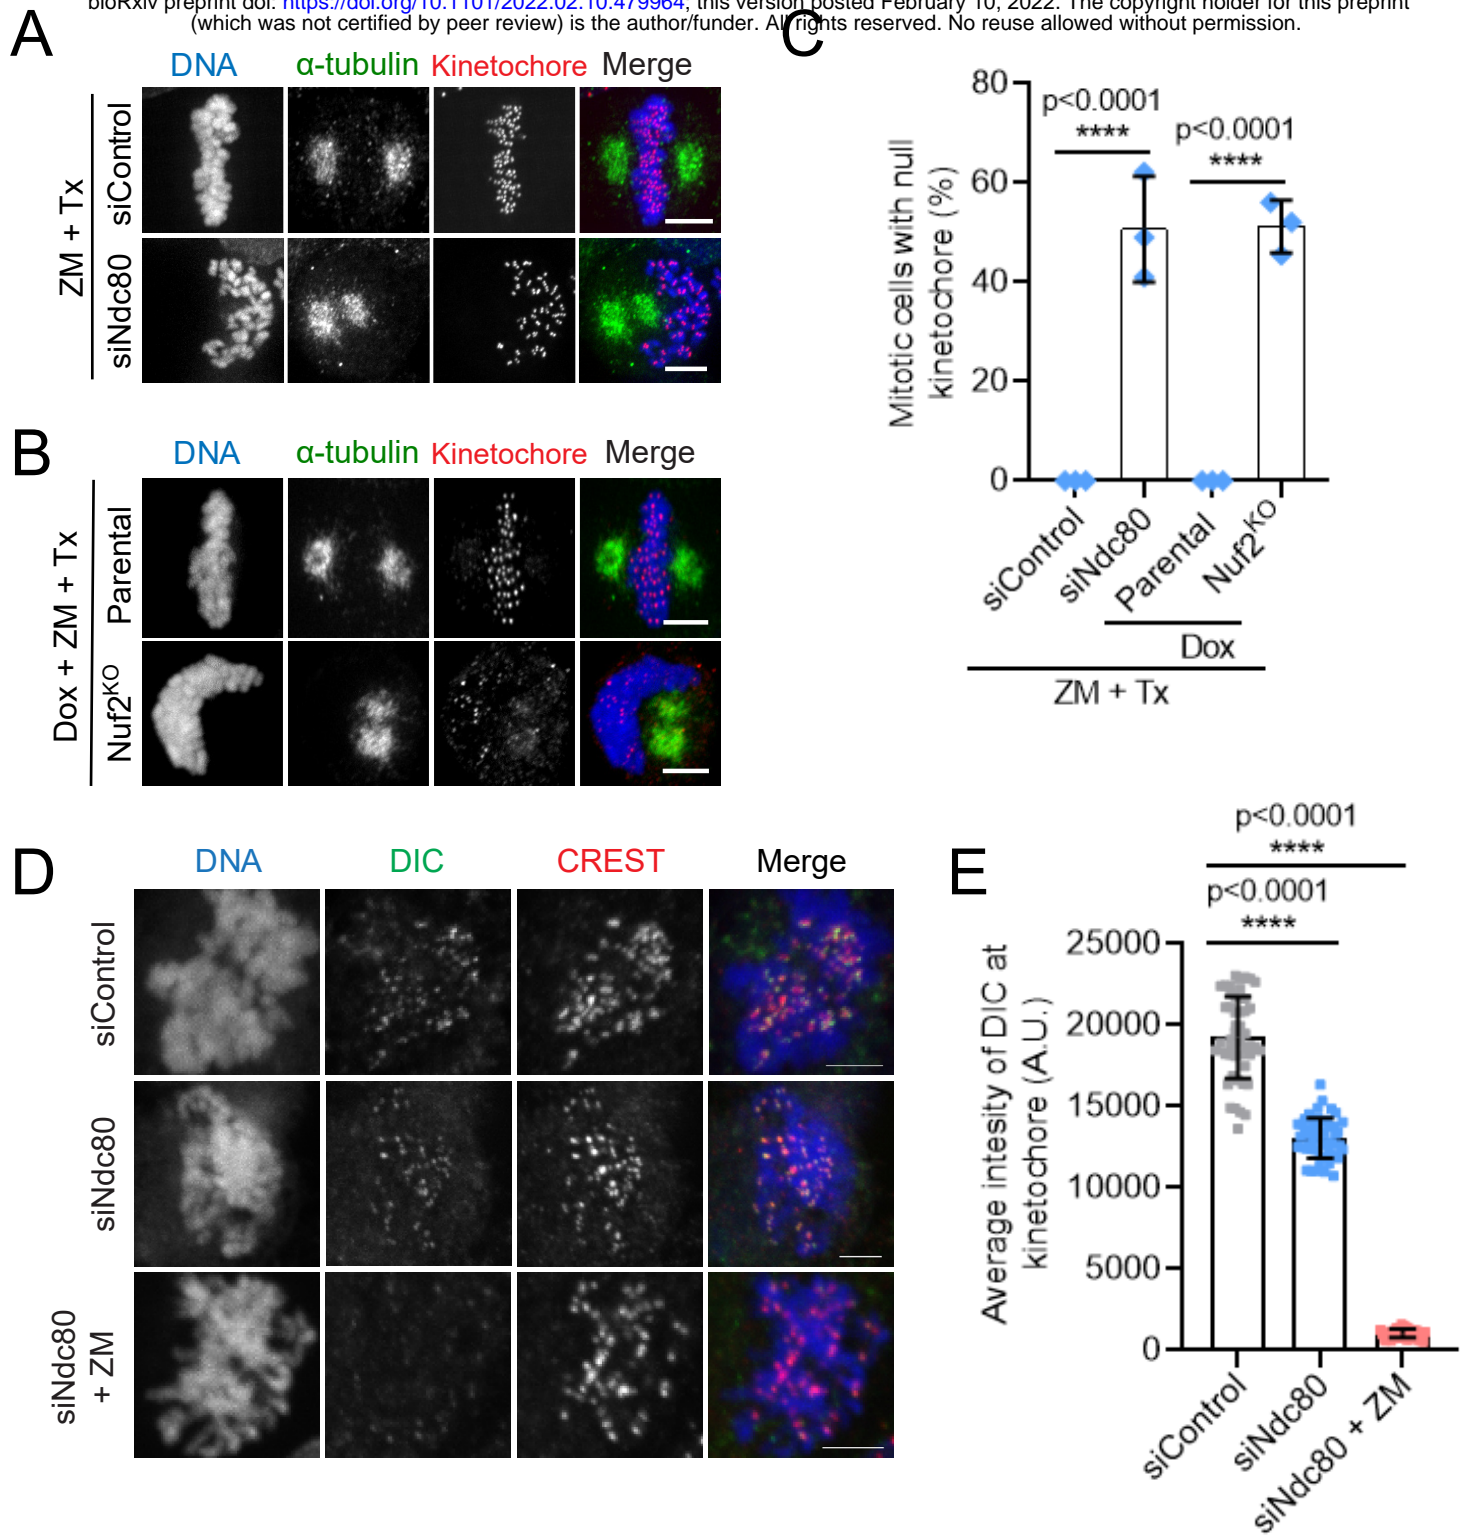 bioRxiv preprint doi: https://doi.org/10.1101/2022.02.10.479964; this version posted February 10, 2022. The copyright holder for this preprint
(which was not certified by peer review) is the author/funder. All rights reserved. No reuse allowed without permission.
A
DNA α-tubulin Kinetochore Merge
ZM + Tx
siControl
siNdc80
B
DNA α-tubulin Kinetochore Merge
Dox + ZM + Tx
Parental
Nuf2KO
C
Mitotic cells with null
kinetochore (%)
80
60
40
20
0
p<0.0001
****
p<0.0001
****
siControl
siNdc80
Parental
Nuf2KO
Dox
ZM + Tx
D
DNA DIC CREST Merge
siControl
siNdc80
siNdc80
+ ZM
E
p<0.0001
****
p<0.0001
****
Average intesity of DIC at
kinetochore (A.U.)
25000
20000
15000
10000
5000
0
siControl
siNdc80
siNdc80 + ZM